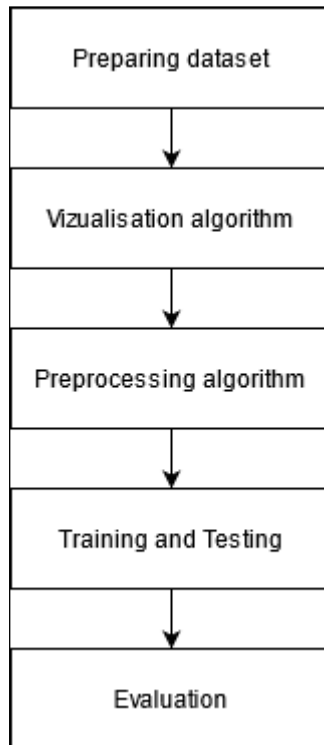 Preparing dataset
Vizualisation algorithm
Preprocessing algorithm
Training and Testing
Evaluation